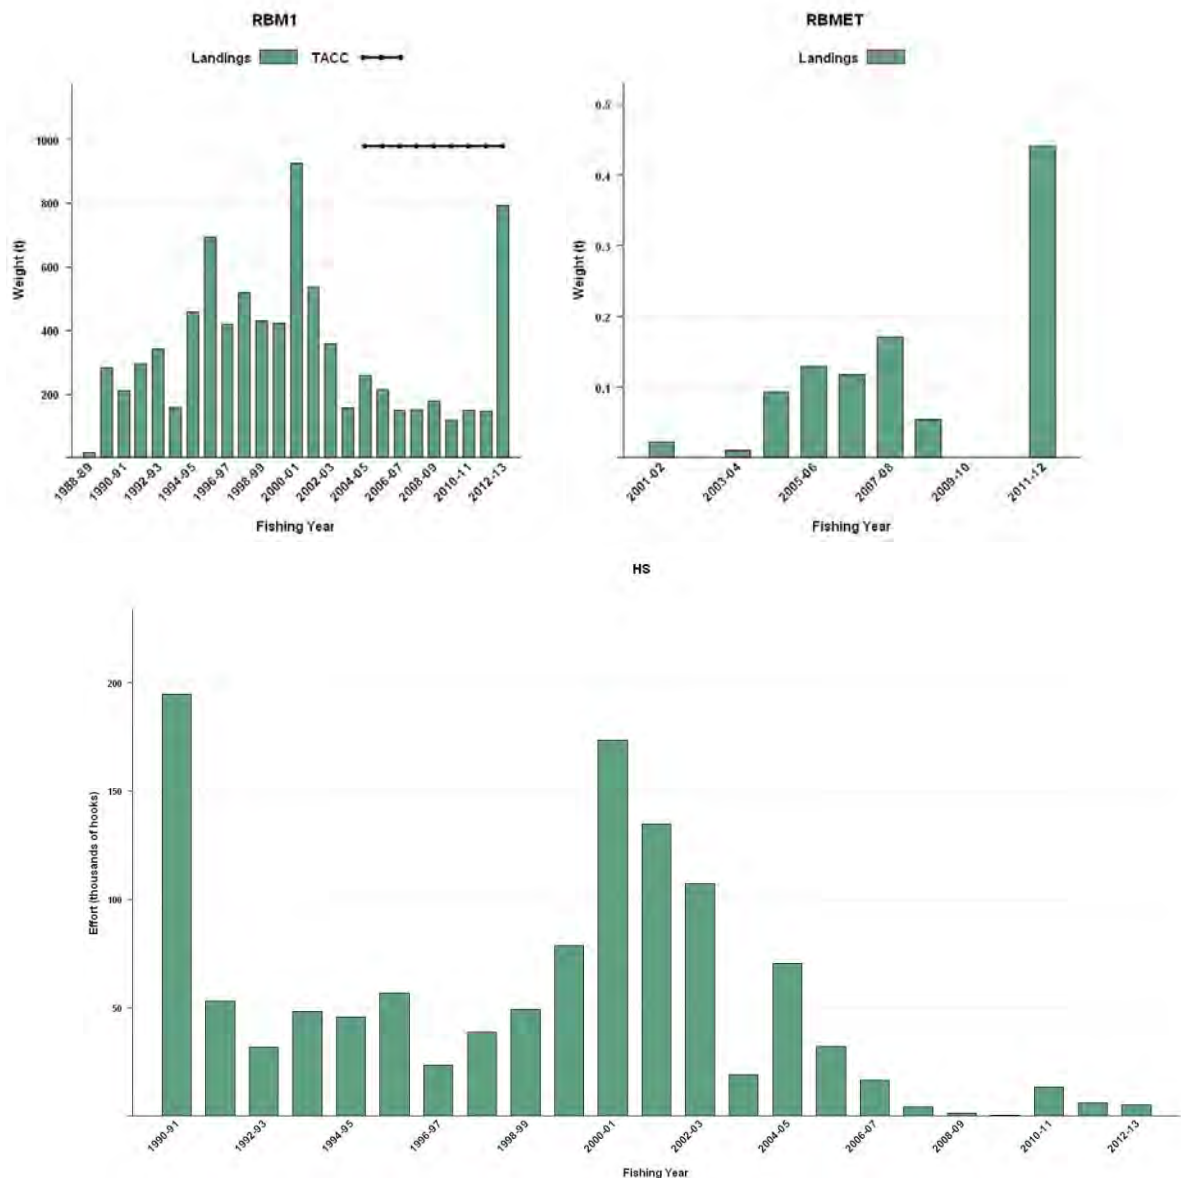 RBM1
Landings TACC
Weight (t)
1000
800
600
400
200
1988-89 1990-91 1992-93 1994-95 1996-97 1998-99 2000-01 2002-03 2004-05 2006-07 2008-09 2010-11 2012-13
Fishing Year
RBMET
Landings
Weight (t)
0.5
0.4
0.3
0.2
0.1
2001-02 2003-04 2005-06 2007-08 2009-10 2011-12
Fishing Year
HS
Effort (thousands of hooks)
200
150
100
50
1990-91 1992-93 1994-95 1996-97 1998-99 2000-01 2002-03 2004-05 2006-07 2008-09 2010-11 2012-13
Fishing Year